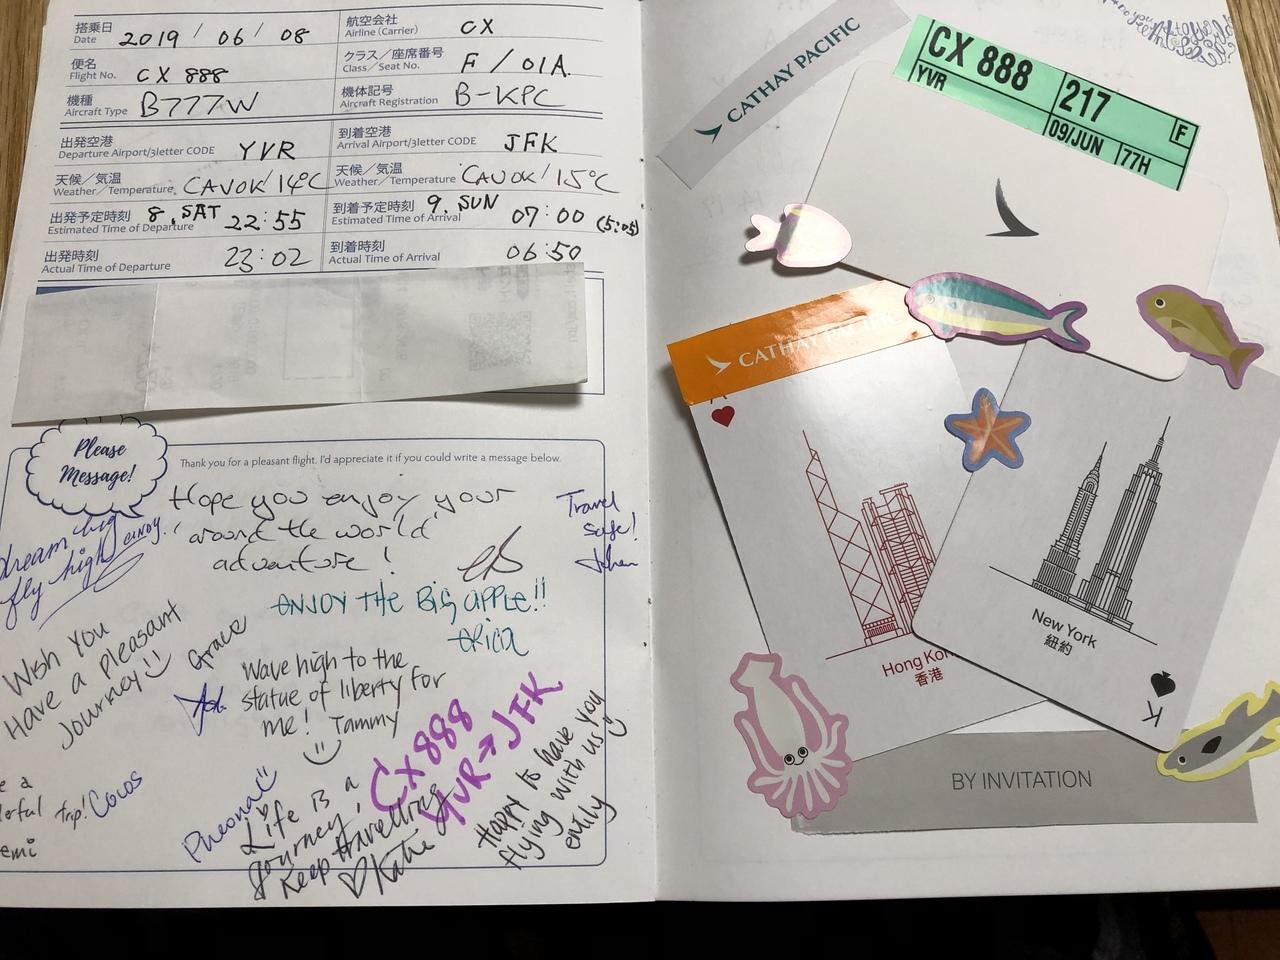 搭乗日
Date
2019 / 06 / 08
航空会社
Airline (Carrier)
CX
便名
Flight No.
CX 888
クラス／座席番号
Class／Seat No.
F / 01A
機種
Aircraft Type
B777W
機体記号
Aircraft Registration
B-KPC
出発空港
Departure Airport/3letter CODE
YVR
到着空港
Arrival Airport/3letter CODE
JFK
天候／気温
Weather／Temperature
CAVOK / 14℃
天候／気温
Weather／Temperature
CAVOK / 15℃
出発予定時刻
Estimated Time of Departure
8. SAT 22:55
到着予定時刻
Estimated Time of Arrival
9. SUN 07:00 (5:05)
出発時刻
Actual Time of Departure
23:02
到着時刻
Actual Time of Arrival
06:50
Please
Message!
Thank you for a pleasant flight. I'd appreciate it if you could write a message below.
Hope you enjoy your
'around the world'
adventure!
Travel
safe!
dream big
fly high
CINDY.
ENJOY THE BIG APPLE!!
Erica
Wish You
Have a Pleasant
Journey
Grace
Wave high to the
statue of liberty for
me! Tammy
CX 888
YVR → JFK
Happy to have you
flying with us
emily
trip! Cocos
Life is a
Journey,
Keep travelling
Katie
CATHAY PACIFIC
CX 888
YVR
217
09/JUN
77H
F
CATHAY PACIFIC
Hong Kon
香港
New York
紐約
K
BY INVITATION